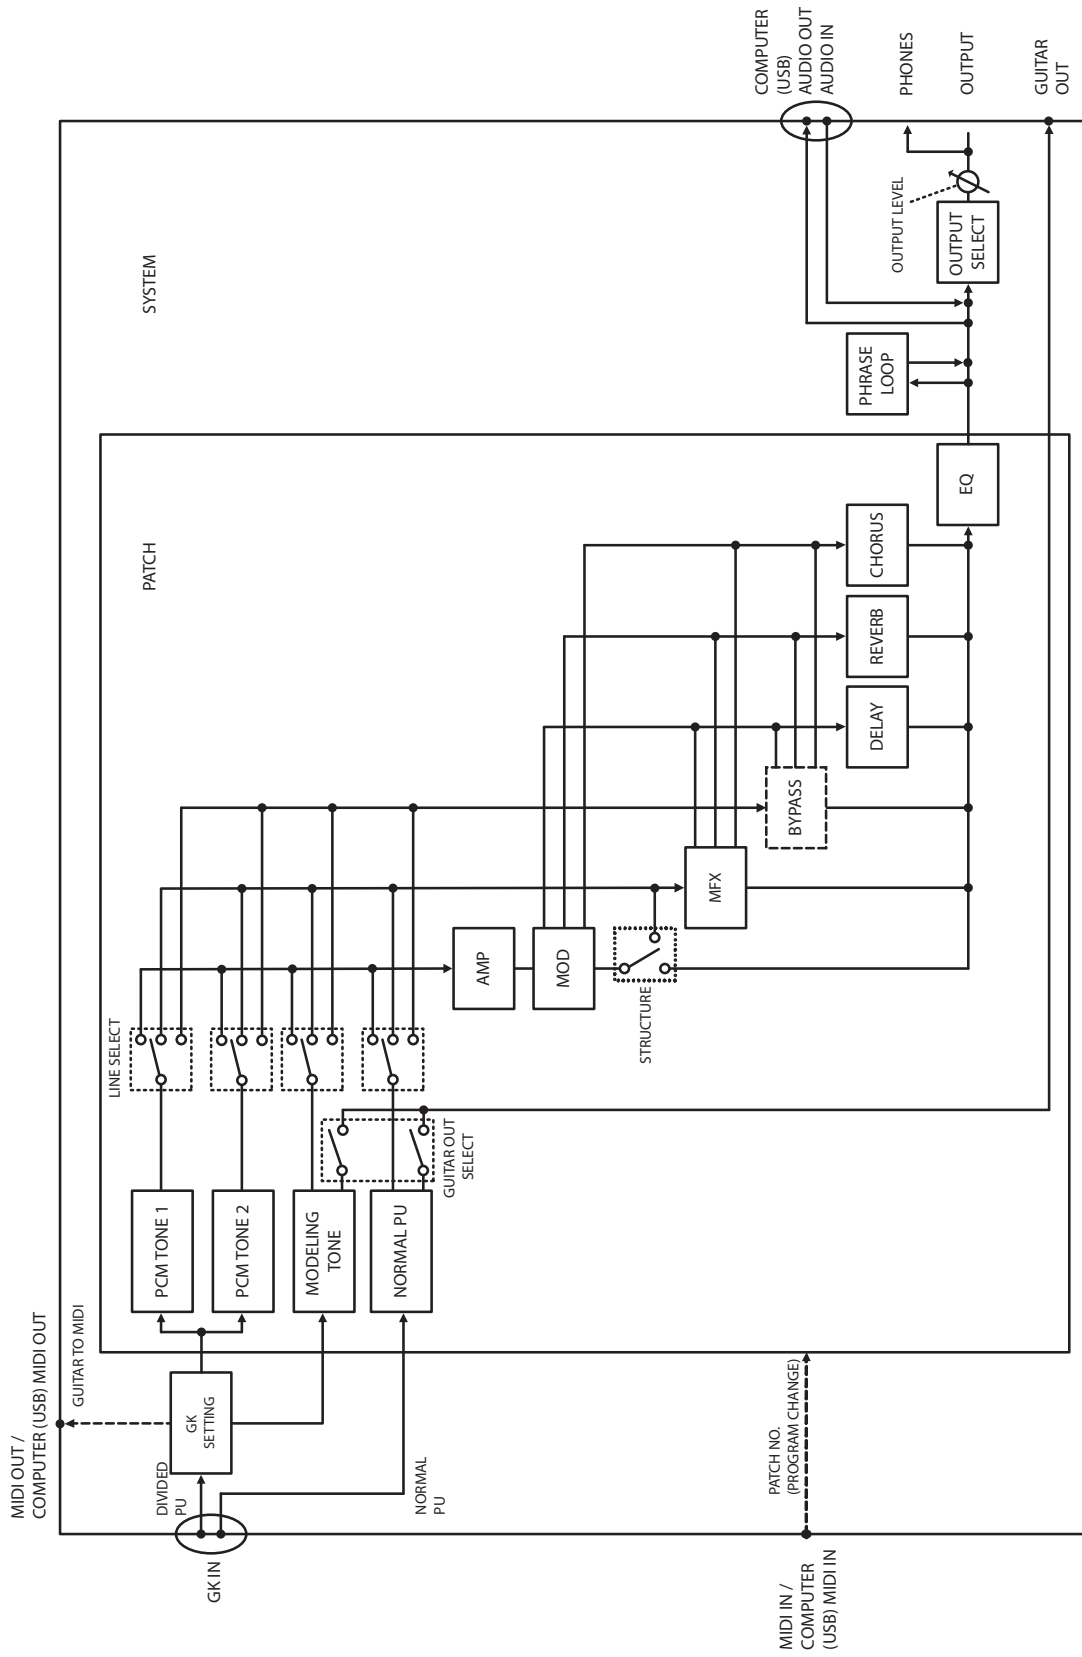 MIDI OUT /
COMPUTER (USB) MIDI OUT
GUITAR TO MIDI
GK IN
DIVIDED
PU
NORMAL
PU
GK
SETTING
MIDI IN /
COMPUTER
(USB) MIDI IN
PATCH NO.
(PROGRAM CHANGE)
PCM TONE 1
PCM TONE 2
MODELING
TONE
NORMAL PU
GUITAR OUT
SELECT
LINE SELECT
AMP
MOD
STRUCTURE
MFX
BYPASS
DELAY
REVERB
CHORUS
EQ
PATCH
SYSTEM
PHRASE
LOOP
OUTPUT
SELECT
OUTPUT LEVEL
COMPUTER
(USB)
AUDIO OUT
AUDIO IN
PHONES
OUTPUT
GUITAR
OUT